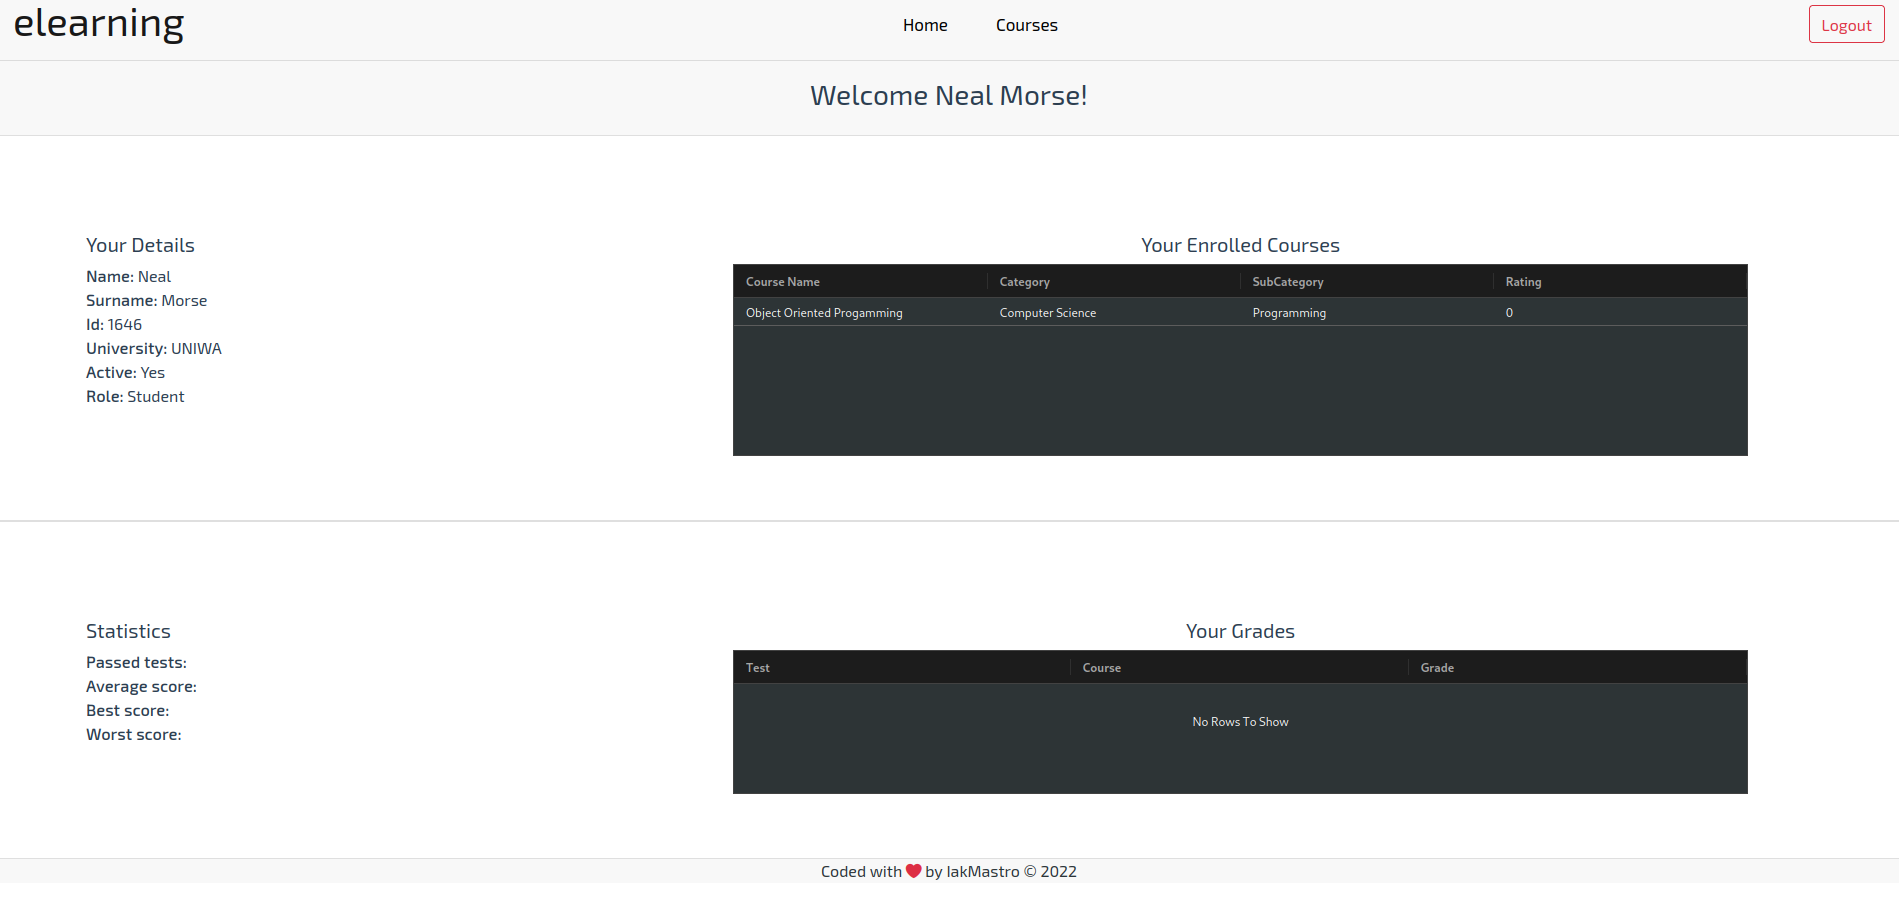 elearning
Home Courses
Logout
Welcome Neal Morse!
Your Details
Name: Neal
Surname: Morse
Id: 1646
University: UNIWA
Active: Yes
Role: Student
Your Enrolled Courses
Course Name Category SubCategory Rating
Object Oriented Progamming Computer Science Programming 0
Statistics
Passed tests:
Average score:
Best score:
Worst score:
Your Grades
Test Course Grade
No Rows To Show
Coded with ❤ by IakMastro © 2022